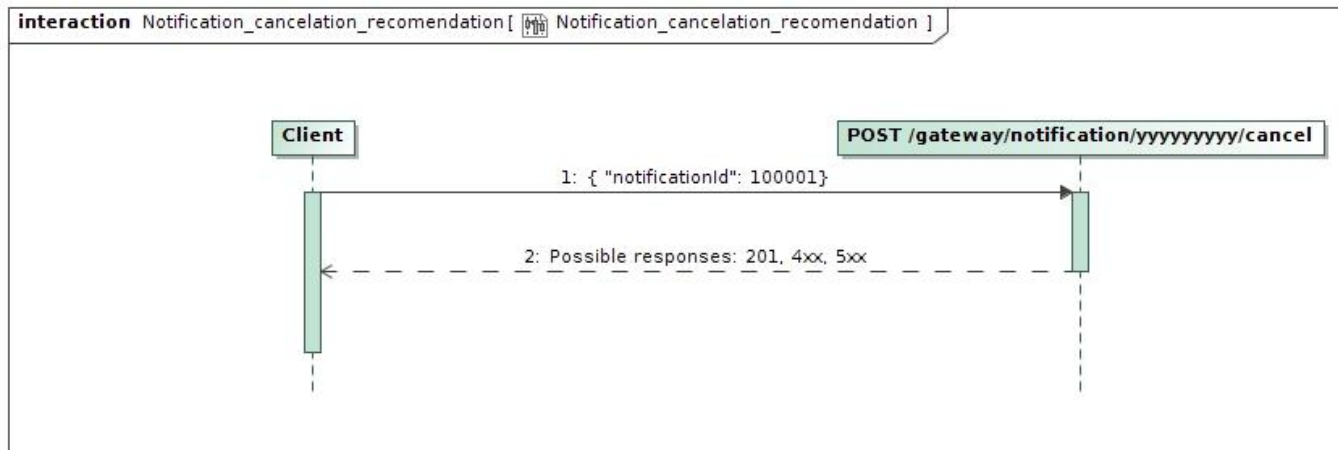 interaction Notification_cancelation_recomendation[ Notification_cancelation_recomendation ]
Client
POST /gateway/notification/yyyyyyyyy/cancel
1: { "notificationId": 100001}
2: Possible responses: 201, 4xx, 5xx